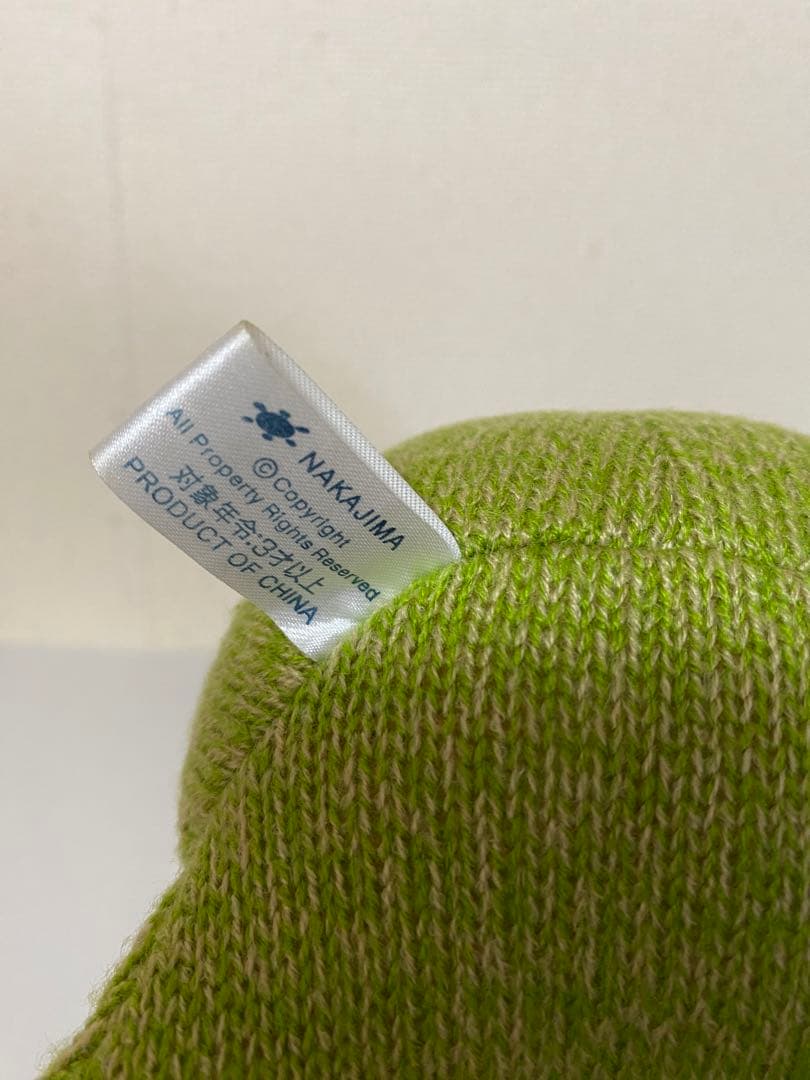 NAKAJIMA
©Copyright
All Property Rights Reserved
対象年令:3才以上
PRODUCT OF CHINA